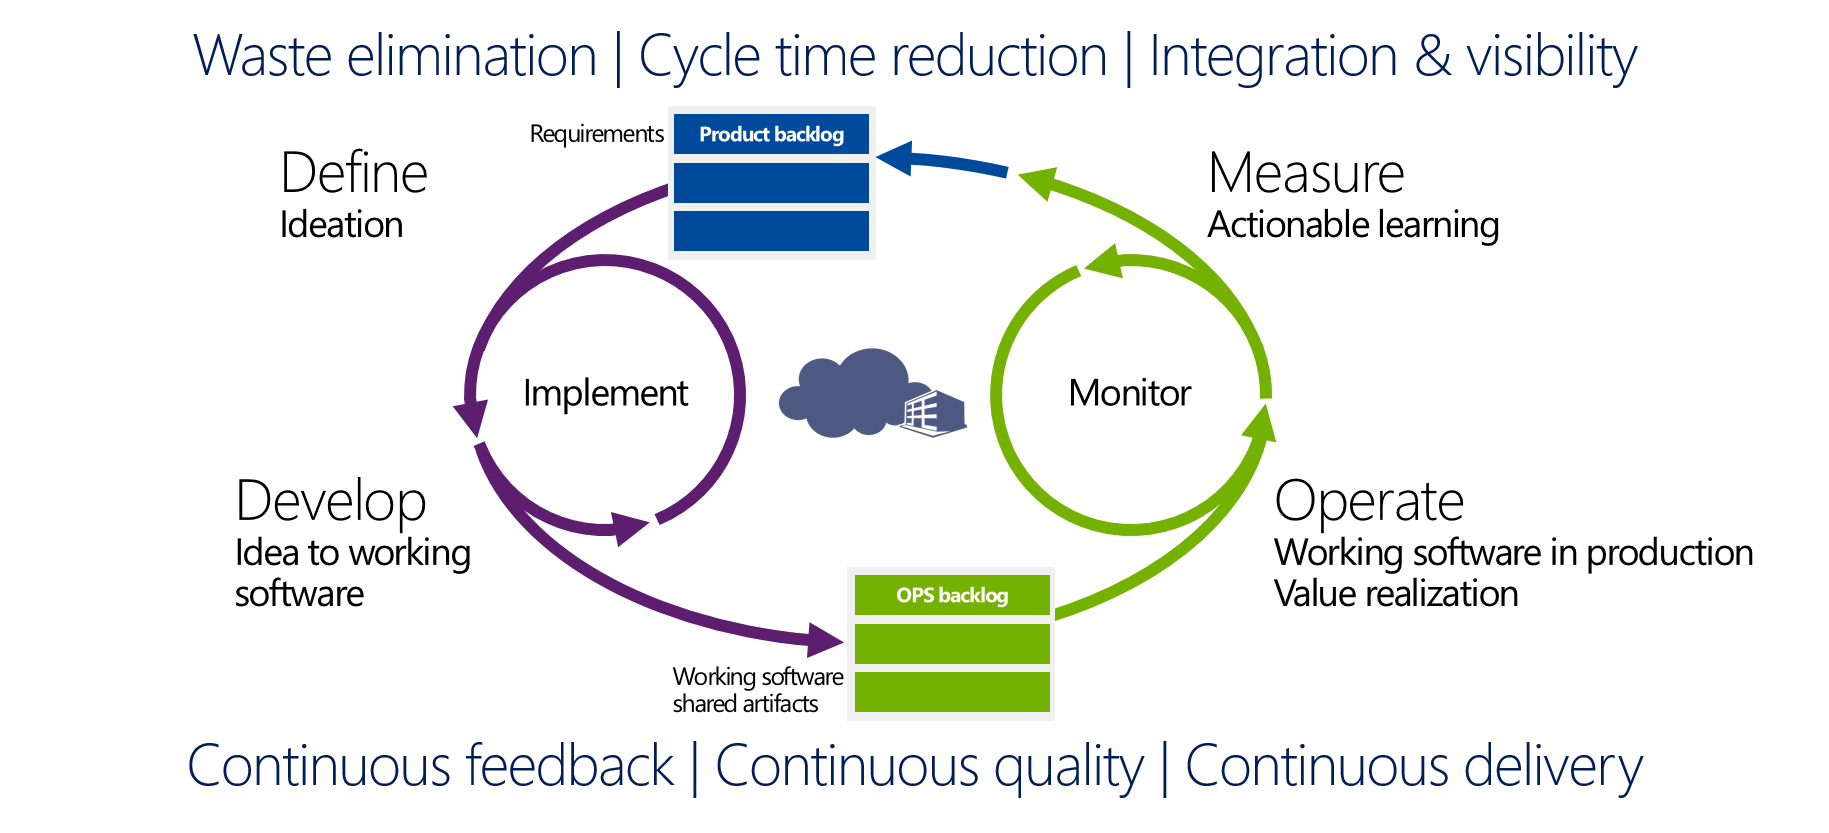 Waste elimination | Cycle time reduction | Integration & visibility
Requirements
Product backlog
Define
Ideation
Measure
Actionable learning
Implement
Monitor
Develop
Idea to working
software
Operate
Working software in production
Value realization
OPS backlog
Working software
shared artifacts
Continuous feedback | Continuous quality | Continuous delivery